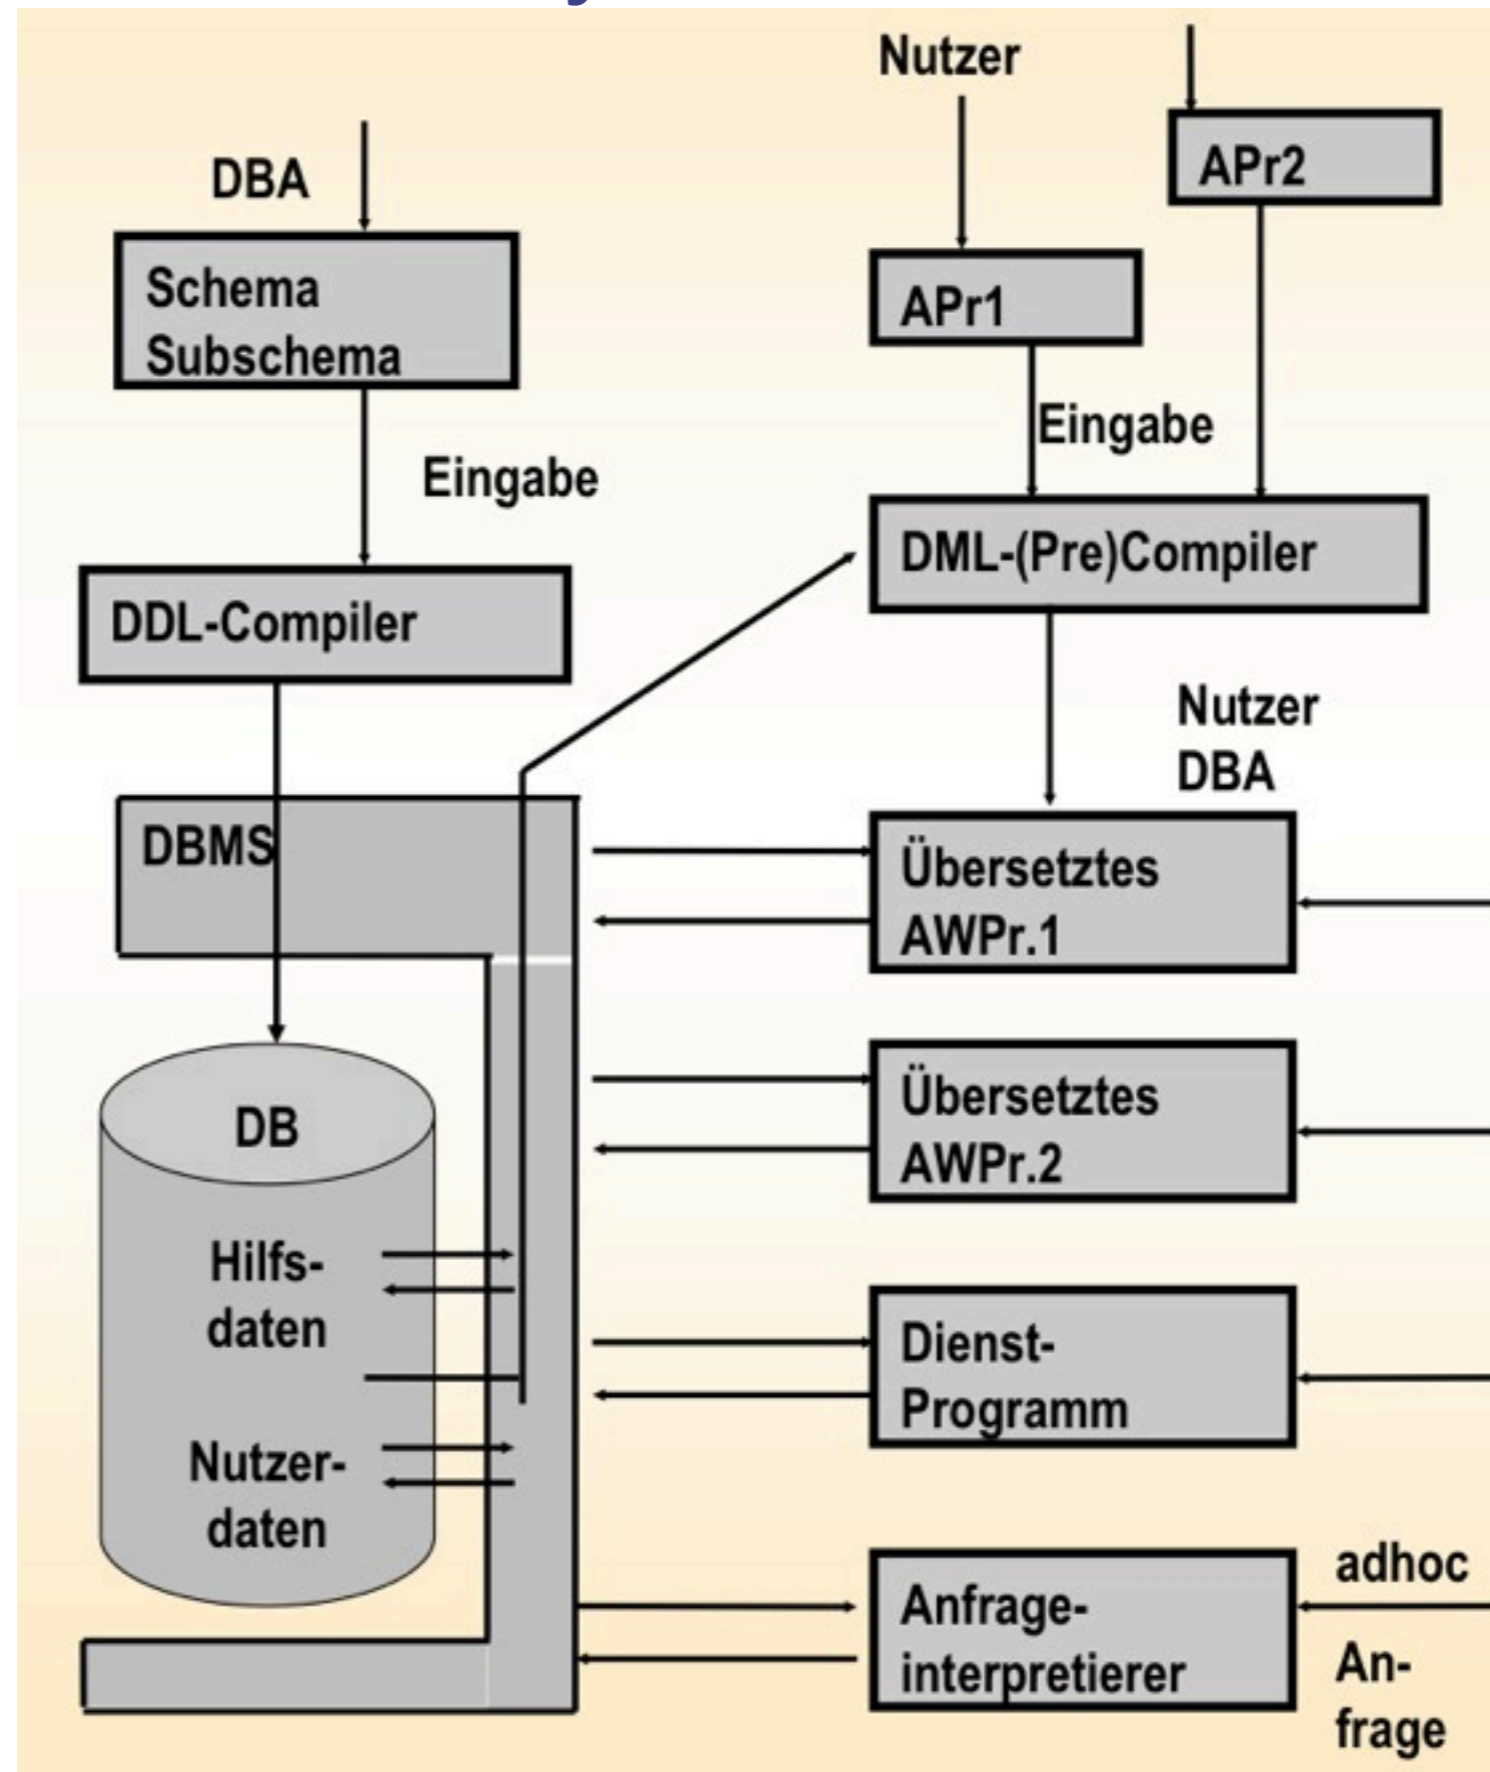 Nutzer
APr2
DBA
Schema
Subschema
APr1
Eingabe
Eingabe
DML-(Pre)Compiler
DDL-Compiler
Nutzer
DBA
DBMS
Übersetztes
AWPr.1
DB
Übersetztes
AWPr.2
Hilfs-
daten
Dienst-
Programm
Nutzer-
daten
Anfrage-
interpretierer
adhoc
An-
frage